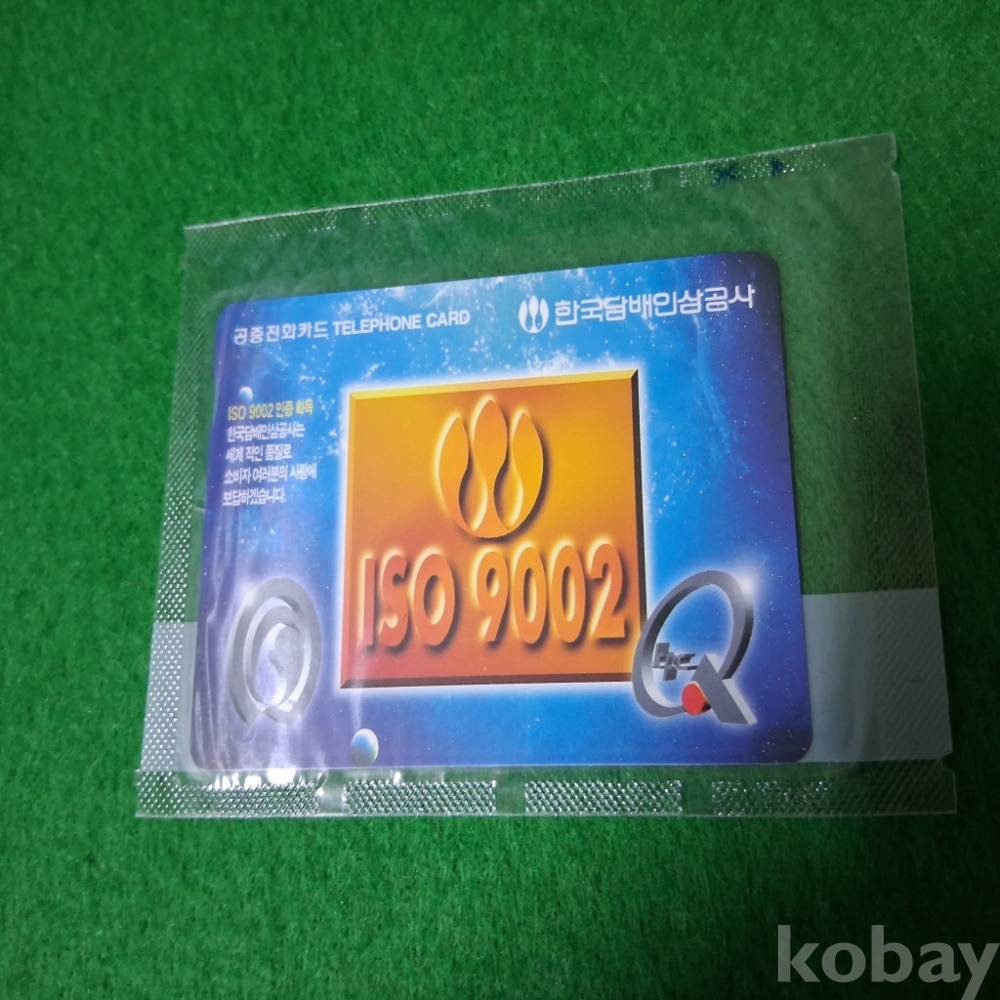 공중전화카드 TELEPHONE CARD
한국담배인삼공사
ISO 9002 인증 획득
한국담배인삼공사는
세계 적인 품질로
소비자 여러분의 사랑에
보답하겠습니다.
ISO 9002
kobay